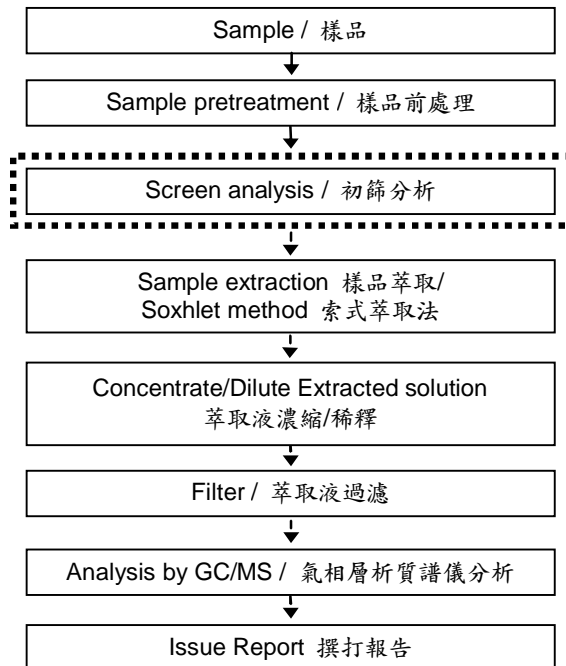 Sample / 樣品
Sample pretreatment / 樣品前處理
Screen analysis / 初篩分析
Sample extraction 樣品萃取/
Soxhlet method 索式萃取法
Concentrate/Dilute Extracted solution
萃取液濃縮/稀釋
Filter / 萃取液過濾
Analysis by GC/MS / 氣相層析質譜儀分析
Issue Report 撰打報告